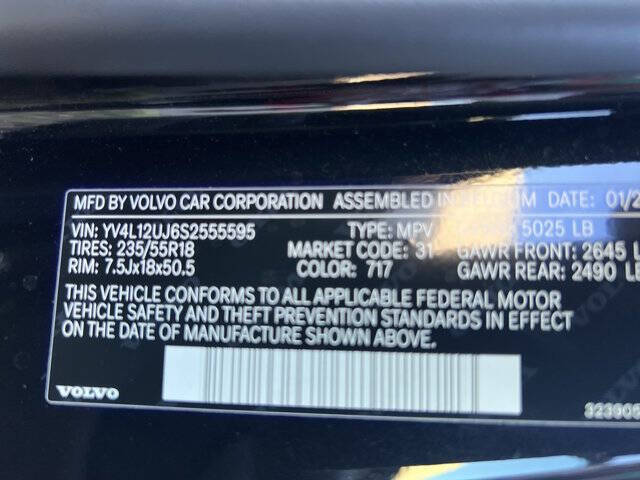 MFD BY VOLVO CAR CORPORATION ASSEMBLED IN BELGIUM DATE: 01/2
VIN: YV4L12UJ6S2555595 TYPE: MPV 5025 LB
TIRES: 235/55R18 MARKET CODE: 31 GAWR FRONT: 2645 L
RIM: 7.5Jx18x50.5 COLOR: 717 GAWR REAR: 2490 L
THIS VEHICLE CONFORMS TO ALL APPLICABLE FEDERAL MOTOR
VEHICLE SAFETY AND THEFT PREVENTION STANDARDS IN EFFECT
ON THE DATE OF MANUFACTURE SHOWN ABOVE.
VOLVO